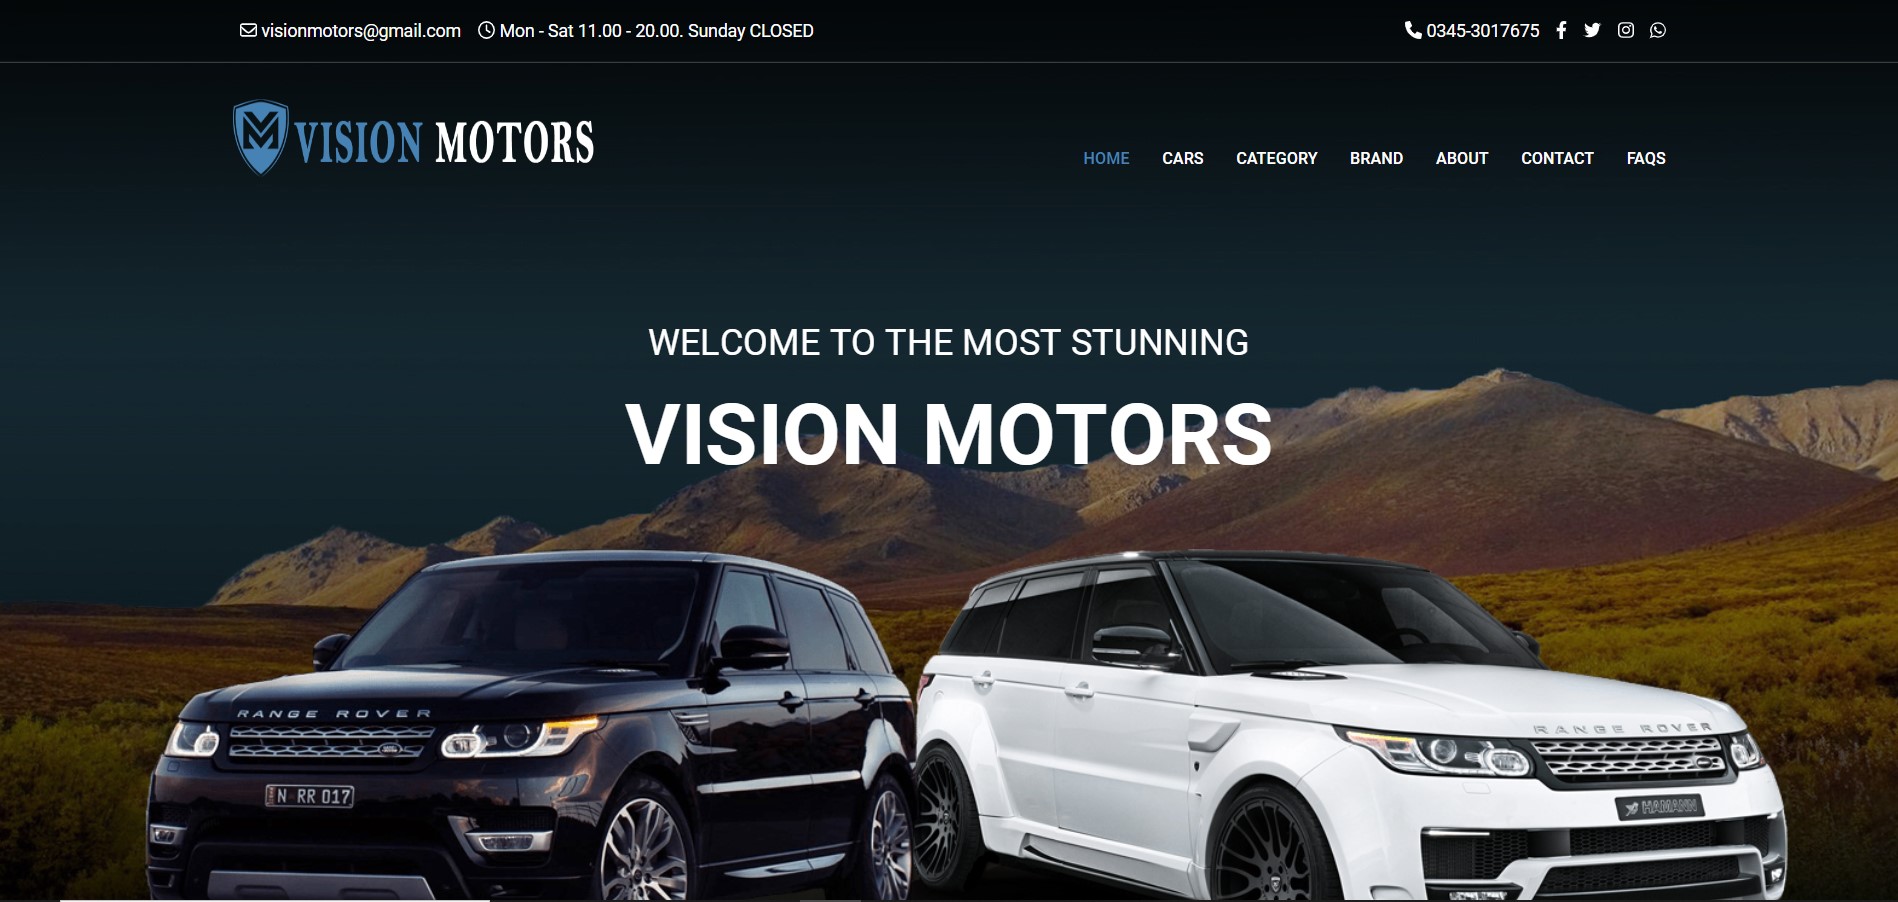 visionmotors@gmail.com Mon - Sat 11.00 - 20.00. Sunday CLOSED 0345-3017675
VISION MOTORS
HOME CARS CATEGORY BRAND ABOUT CONTACT FAQS
WELCOME TO THE MOST STUNNING
VISION MOTORS
RANGE ROVER
RANGE ROVER
N RR 017
HAMANN